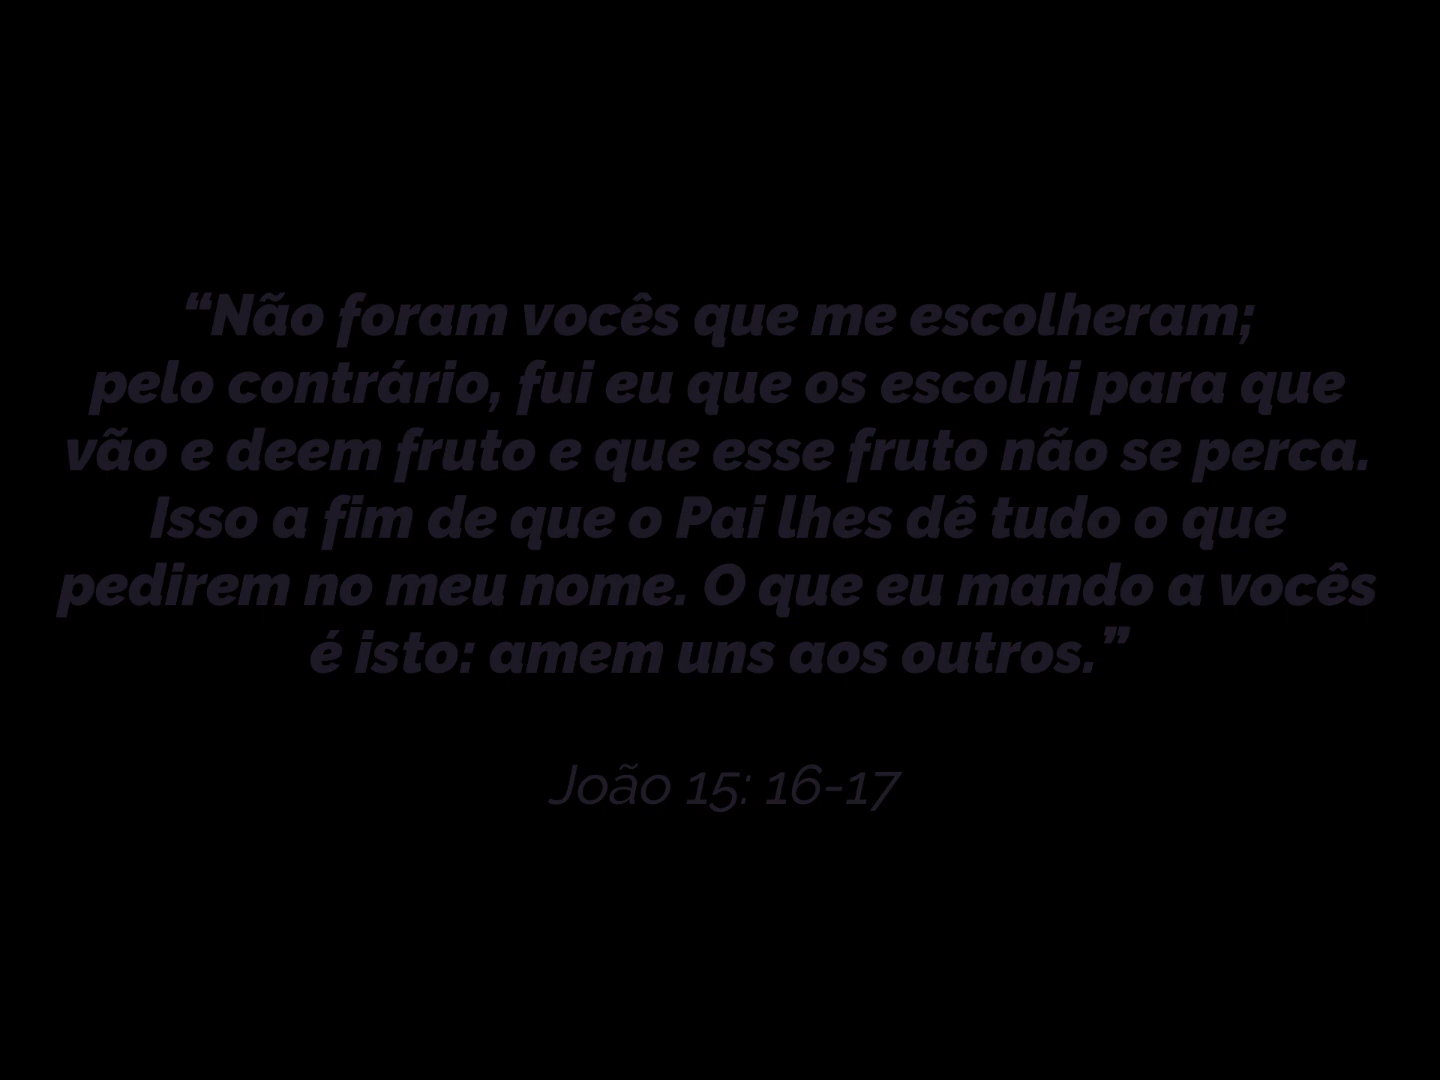 “Não foram vocês que me escolheram;
pelo contrário, fui eu que os escolhi para que
vão e deem fruto e que esse fruto não se perca.
Isso a fim de que o Pai lhes dê tudo o que
pedirem no meu nome. O que eu mando a vocês
é isto: amem uns aos outros.”
João 15: 16-17